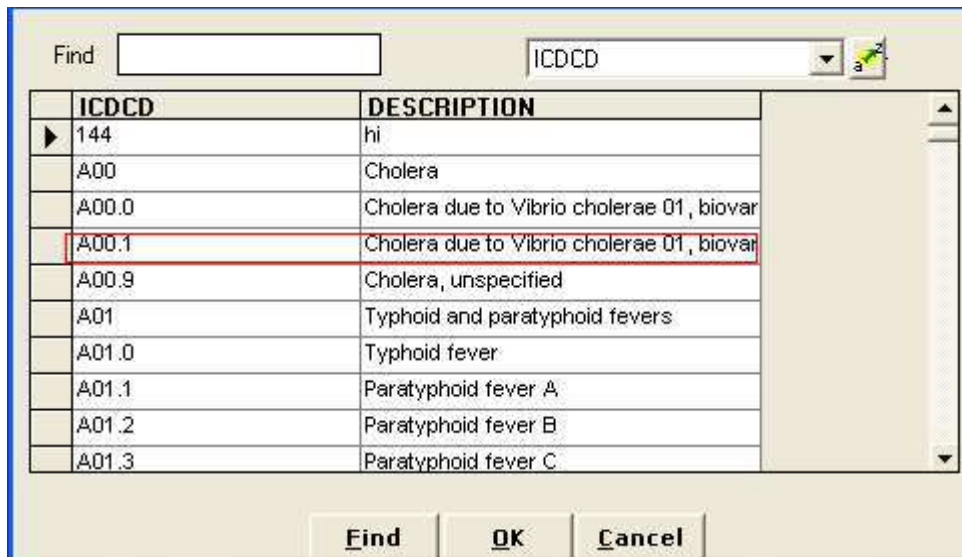 Find ICDCD
ICDCD DESCRIPTION
144 hi
A00 Cholera
A00.0 Cholera due to Vibrio cholerae 01, biovar
A00.1 Cholera due to Vibrio cholerae 01, biovar
A00.9 Cholera, unspecified
A01 Typhoid and paratyphoid fevers
A01.0 Typhoid fever
A01.1 Paratyphoid fever A
A01.2 Paratyphoid fever B
A01.3 Paratyphoid fever C
Find OK Cancel